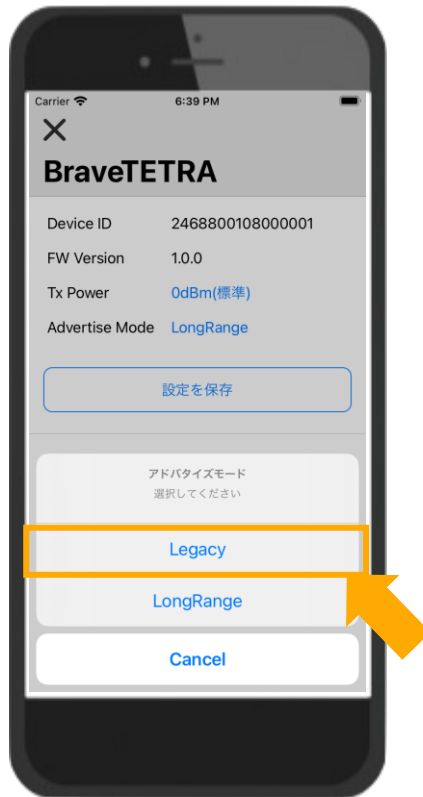 Carrier 6:39 PM
BraveTETRA
Device ID 2468800108000001
FW Version 1.0.0
Tx Power 0dBm(標準)
Advertise Mode LongRange
設定を保存
アドバタイズモード
選択してください
Legacy
LongRange
Cancel